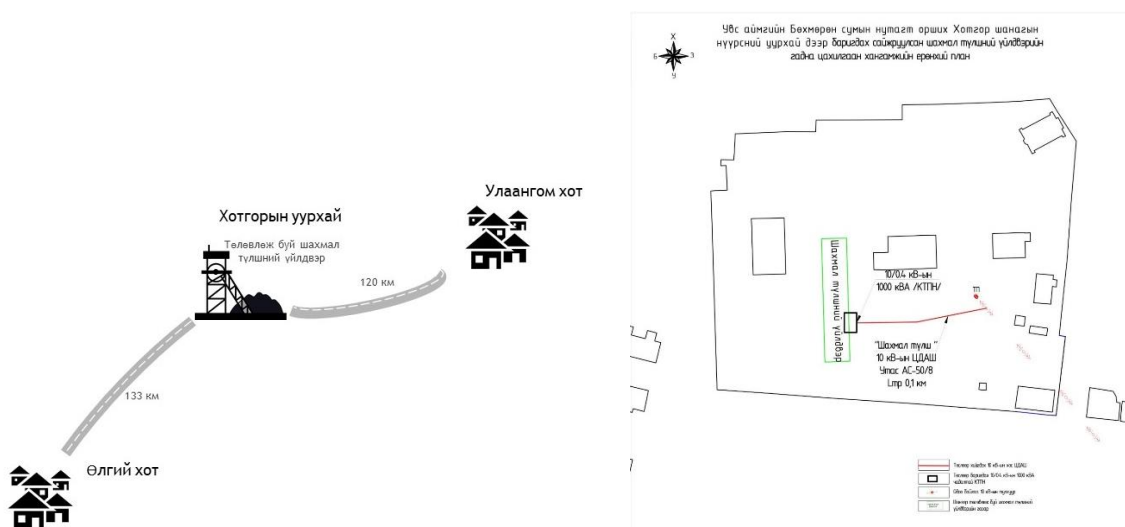 Улаангом хот
Хотгорын уурхай
Төлөвлөж буй шахмал
түлшний үйлдвэр
120 км
133 км
Өлгий хот
Увс аймгийн Бөхмөрөн сумын нутагт орших Хотгор шанагын
нүүрсний уурхай дээр баригдах сайжруулсан шахмал түлшний үйлдвэрийн
гадна цахилгаан хангамжийн ерөнхий план
Х
Б
З
У
Шахмал түлшний үйлдвэр
10/0.4 кВ-ын
1000 кВА /КТПН/
ТП
"Шахмал түлш "
10 кВ-ын ЦДАШ
Утас АС-50/8
Lтр 0,1 км